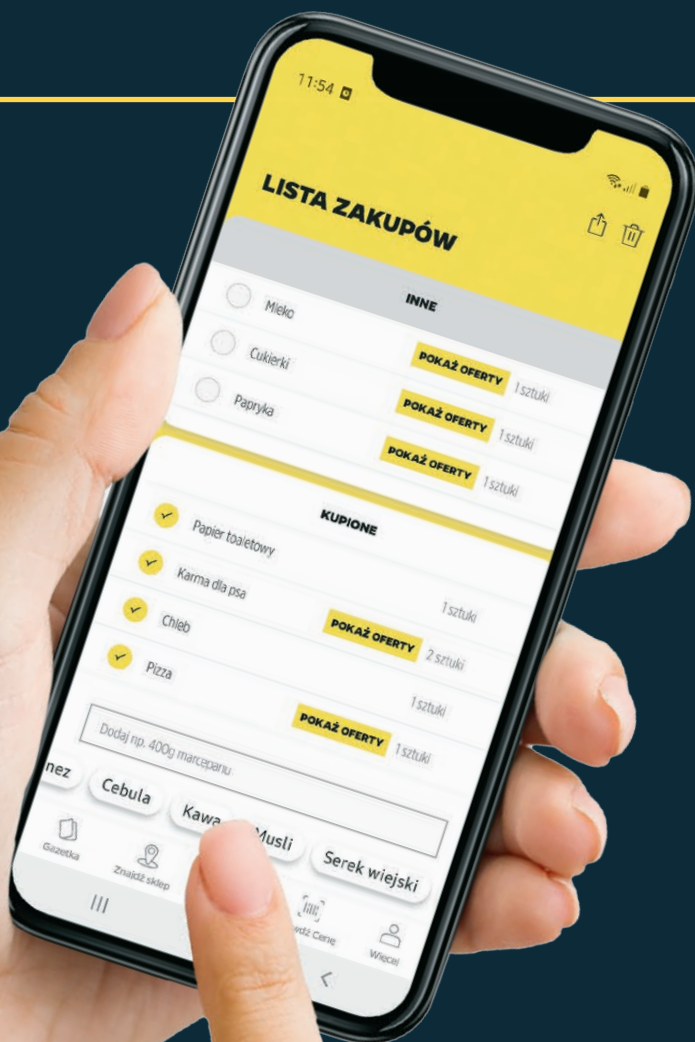 11:54
LISTA ZAKUPÓW
INNE
Mleko
POKAŻ OFERTY 1 sztuki
Cukierki
POKAŻ OFERTY 1 sztuki
Papryka
POKAŻ OFERTY 1 sztuki
KUPIONE
Papier toaletowy
1 sztuki
Karma dla psa
POKAŻ OFERTY 2 sztuki
Chleb
1 sztuki
Pizza
POKAŻ OFERTY 1 sztuki
Dodaj np. 400g marcepanu
nez Cebula Kawa Musli Serek wiejski
Gazetka Znajdź sklep wdź Cenę Więcej